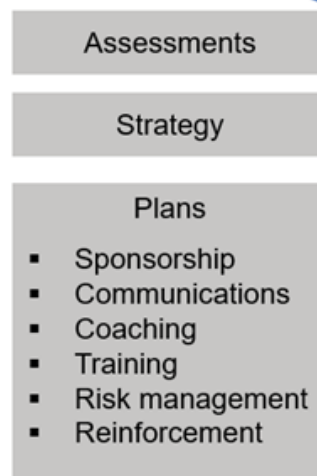 Assessments
Strategy
Plans
▪ Sponsorship
▪ Communications
▪ Coaching
▪ Training
▪ Risk management
▪ Reinforcement